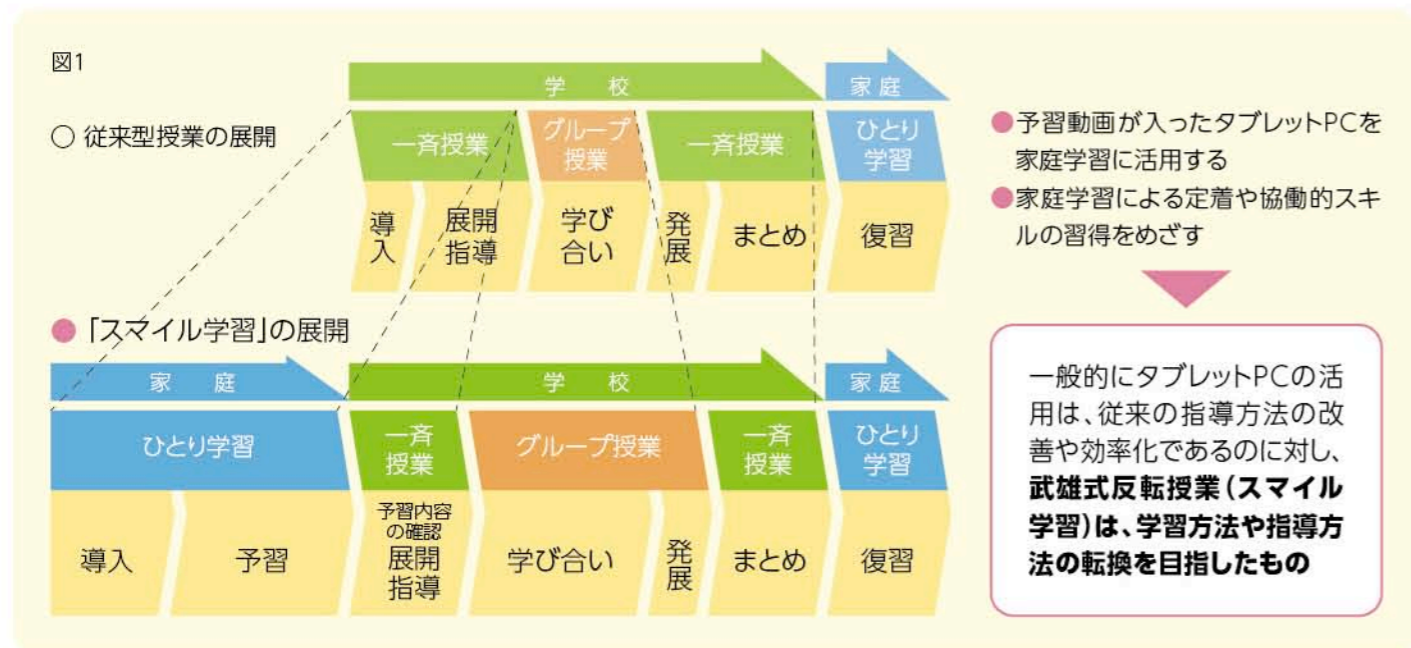 図1
学 校
家 庭
○ 従来型授業の展開
一斉授業
グループ
授業
一斉授業
ひとり
学習
導
入
展開
指導
学び
合い
発
展
まとめ
復習
● 「スマイル学習」の展開
家 庭
学 校
家 庭
ひとり学習
一斉
授業
グループ授業
一斉
授業
ひとり
学習
導入
予習
予習内容
の確認
展開
指導
学び合い
発
展
まとめ
復習
●予習動画が入ったタブレットPCを
家庭学習に活用する
●家庭学習による定着や協働的スキ
ルの習得をめざす
一般的にタブレットPCの活
用は、従来の指導方法の改
善や効率化であるのに対し、
武雄式反転授業(スマイル
学習)は、学習方法や指導方
法の転換を目指したもの